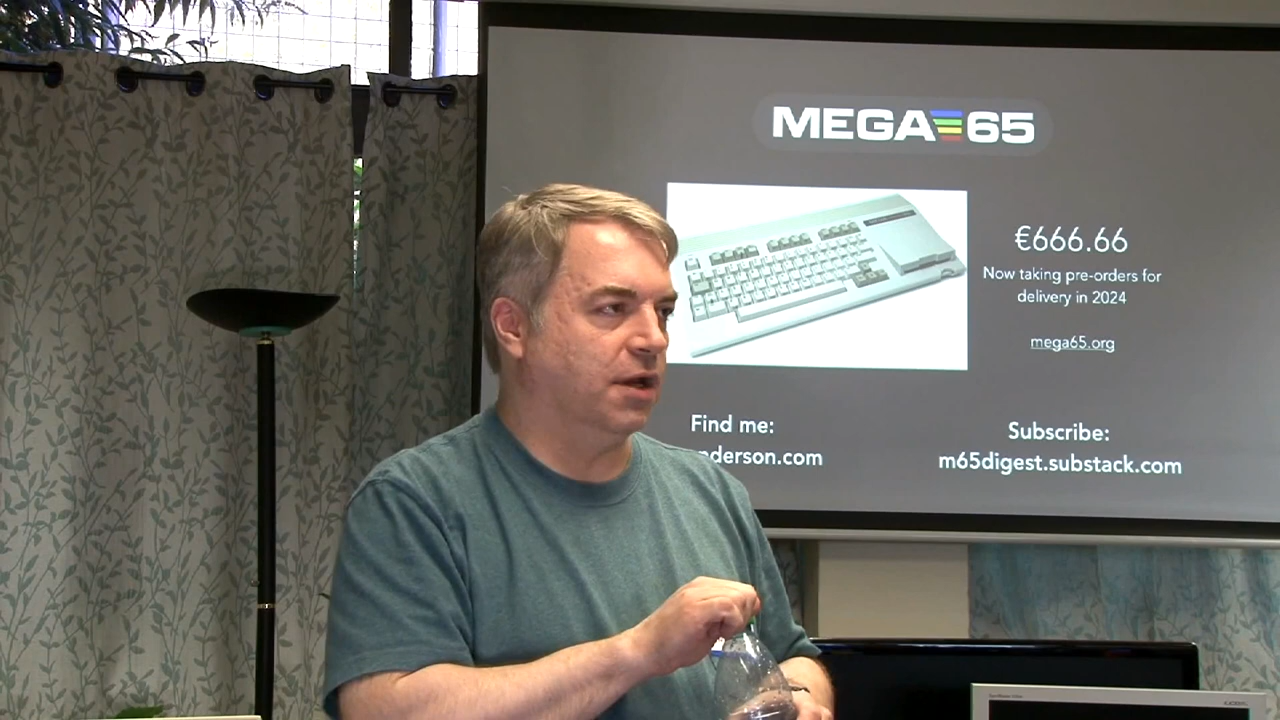 MEGA65
€666.66
Now taking pre-orders for
delivery in 2024
mega65.org
Find me:
nderson.com
Subscribe:
m65digest.substack.com